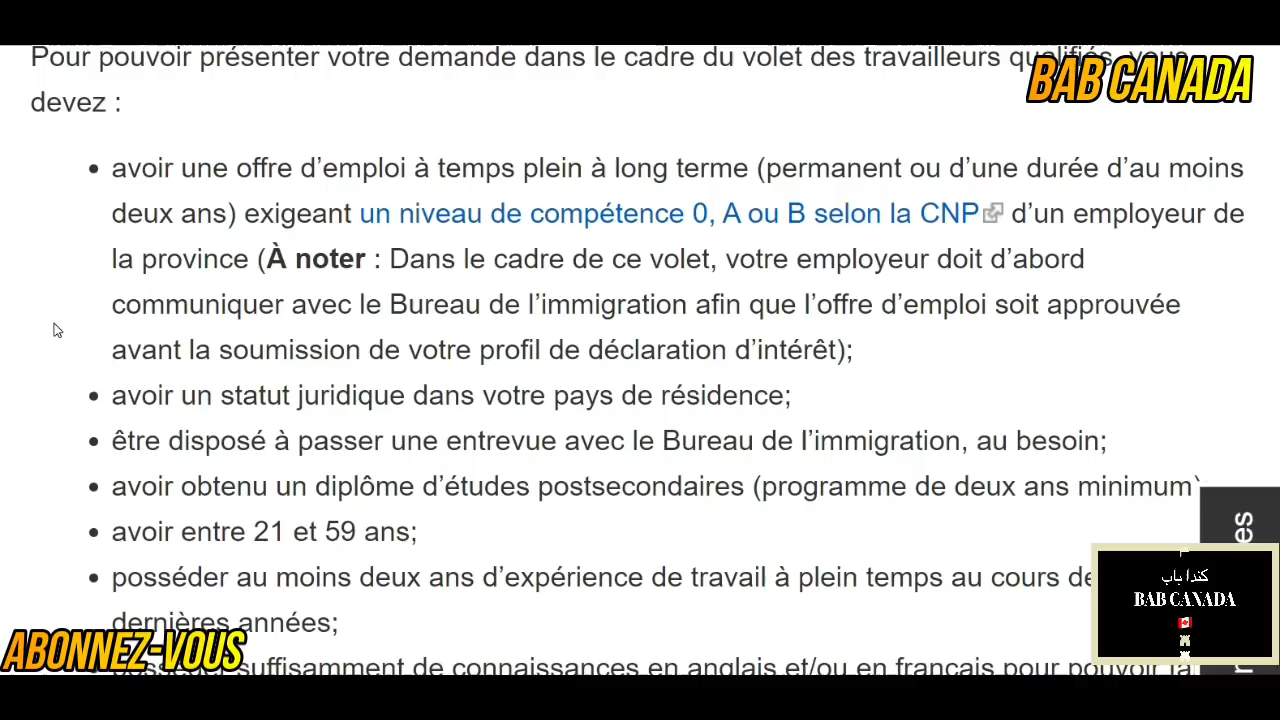 Pour pouvoir présenter votre demande dans le cadre du volet des travailleurs qualifiés, vous
devez :
BAB CANADA
• avoir une offre d’emploi à temps plein à long terme (permanent ou d’une durée d’au moins
deux ans) exigeant un niveau de compétence 0, A ou B selon la CNP d’un employeur de
la province (À noter : Dans le cadre de ce volet, votre employeur doit d’abord
communiquer avec le Bureau de l’immigration afin que l’offre d’emploi soit approuvée
avant la soumission de votre profil de déclaration d’intérêt);
• avoir un statut juridique dans votre pays de résidence;
• être disposé à passer une entrevue avec le Bureau de l’immigration, au besoin;
• avoir obtenu un diplôme d’études postsecondaires (programme de deux ans minimum)
• avoir entre 21 et 59 ans;
• posséder au moins deux ans d’expérience de travail à plein temps au cours
dernières années;
suffisamment de connaissances en anglais et/ou en français pour pouvoir
ABONNEZ-VOUS
كندا باب
BAB CANADA